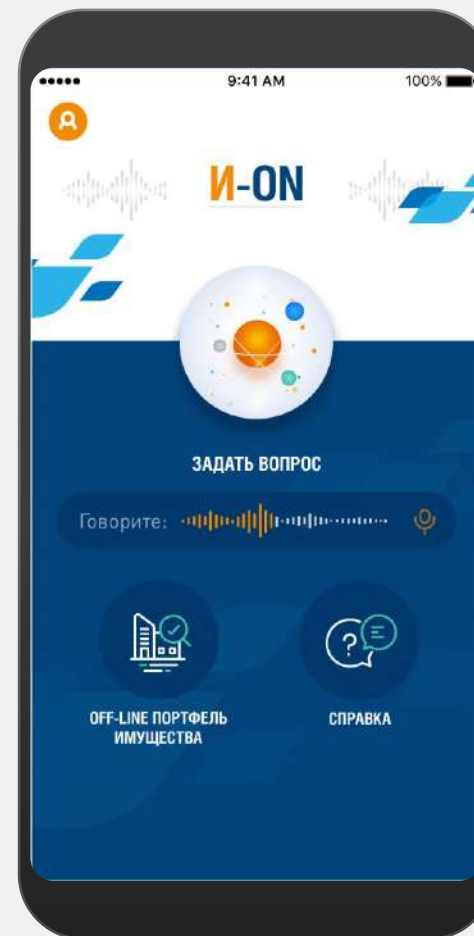 9:41 AM
100%
И-ON
ЗАДАТЬ ВОПРОС
Говорите:
OFF-LINE ПОРТФЕЛЬ
ИМУЩЕСТВА
СПРАВКА